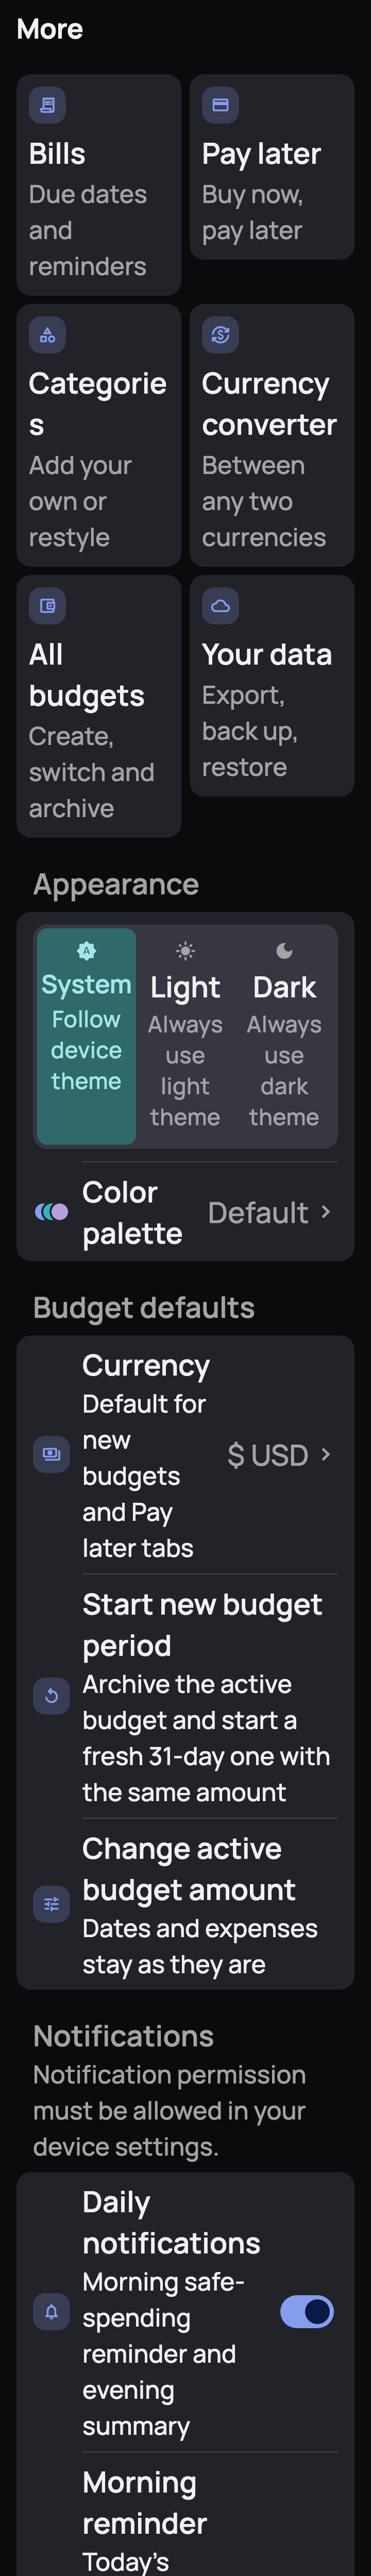 More
Bills
Due dates
and
reminders
Pay later
Buy now,
pay later
Categorie
s
Add your
own or
restyle
Currency
converter
Between
any two
currencies
All
budgets
Create,
switch and
archive
Your data
Export,
back up,
restore
Appearance
A
System
Follow
device
theme
Light
Always
use
light
theme
Dark
Always
use
dark
theme
Color
palette
Default
Budget defaults
Currency
Default for
new
budgets
and Pay
later tabs
$ USD
Start new budget
period
Archive the active
budget and start a
fresh 31-day one with
the same amount
Change active
budget amount
Dates and expenses
stay as they are
Notifications
Notification permission
must be allowed in your
device settings.
Daily
notifications
Morning safe-
spending
reminder and
evening
summary
Morning
reminder
Today's